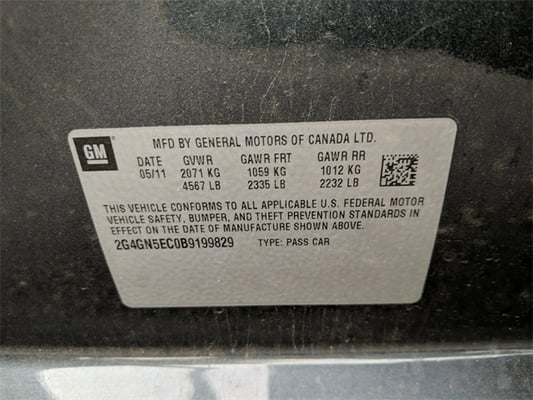 GM
MFD BY GENERAL MOTORS OF CANADA LTD.
DATE GVWR GAWR FRT GAWR RR
05/11 2071 KG 1059 KG 1012 KG
4567 LB 2335 LB 2232 LB
THIS VEHICLE CONFORMS TO ALL APPLICABLE U.S. FEDERAL MOTOR
VEHICLE SAFETY, BUMPER, AND THEFT PREVENTION STANDARDS IN
EFFECT ON THE DATE OF MANUFACTURE SHOWN ABOVE.
2G4GN5EC0B9199829 TYPE: PASS CAR